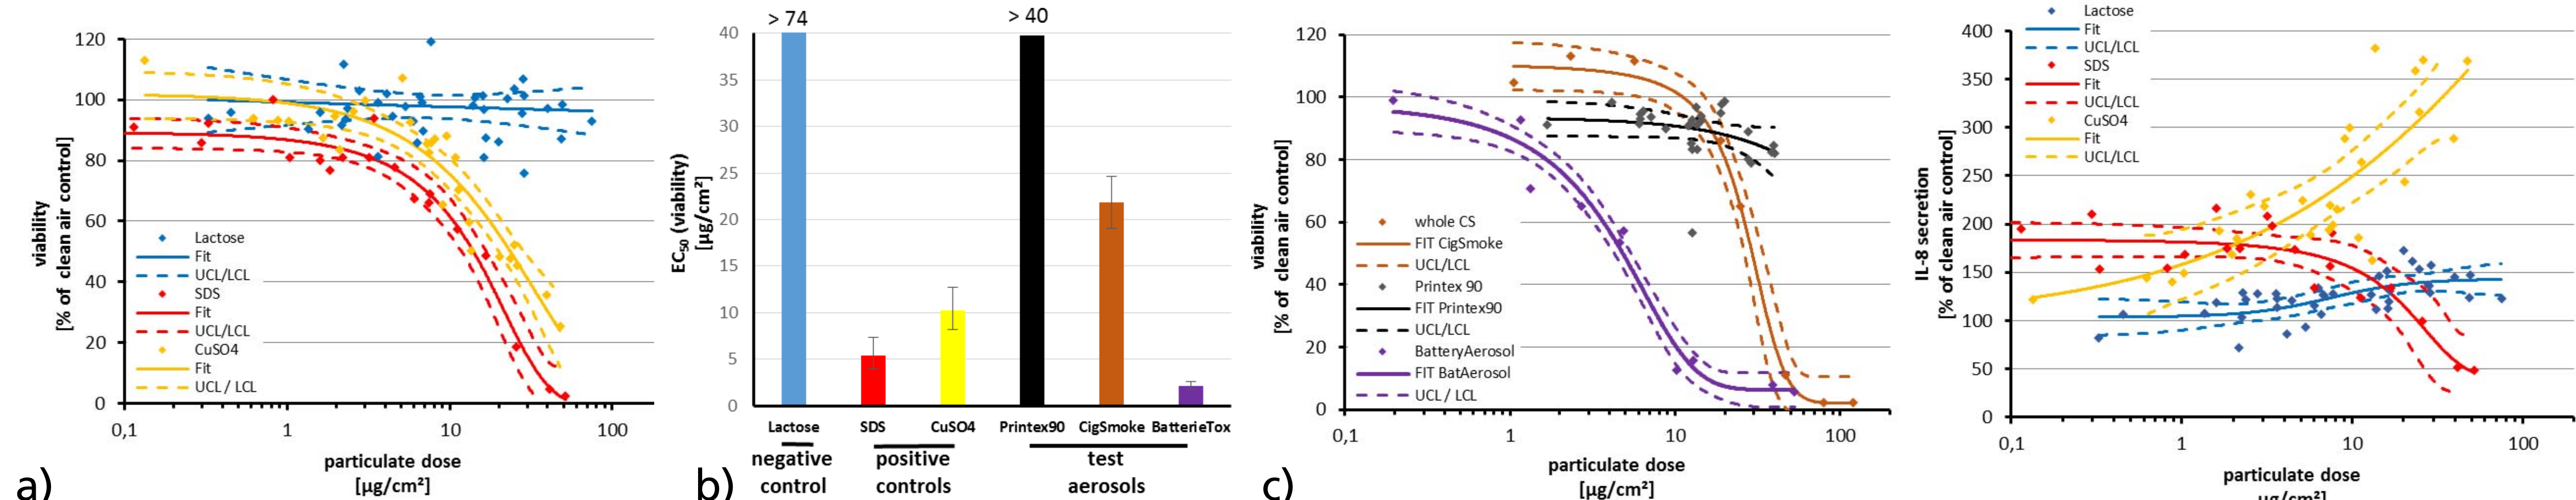 120
100
80
60
40
20
0
0,1
1
10
100
viability
[% of clean air control]
Lactose
Fit
UCL/LCL
SDS
Fit
UCL/LCL
CuSO4
Fit
UCL / LCL
particulate dose
[µg/cm²]
a)
> 74
> 40
40
35
30
25
20
15
10
5
0
EC50 (viability)
[µg/cm²]
Lactose
SDS
CuSO4
Printex90
CigSmoke
BatterieTox
negative
control
positive
controls
test
aerosols
b)
120
100
80
60
40
20
0
0,1
1
10
100
viability
[% of clean air control]
whole CS
FIT CigSmoke
UCL/LCL
Printex 90
FIT Printex90
UCL/LCL
BatteryAerosol
FIT BatAerosol
UCL / LCL
particulate dose
[µg/cm²]
c)
Lactose
Fit
UCL/LCL
SDS
Fit
UCL/LCL
CuSO4
Fit
UCL/LCL
400
350
300
250
200
150
100
50
0
0,1
1
10
100
IL-8 secretion
[% of clean air control]
particulate dose
µg/cm²]